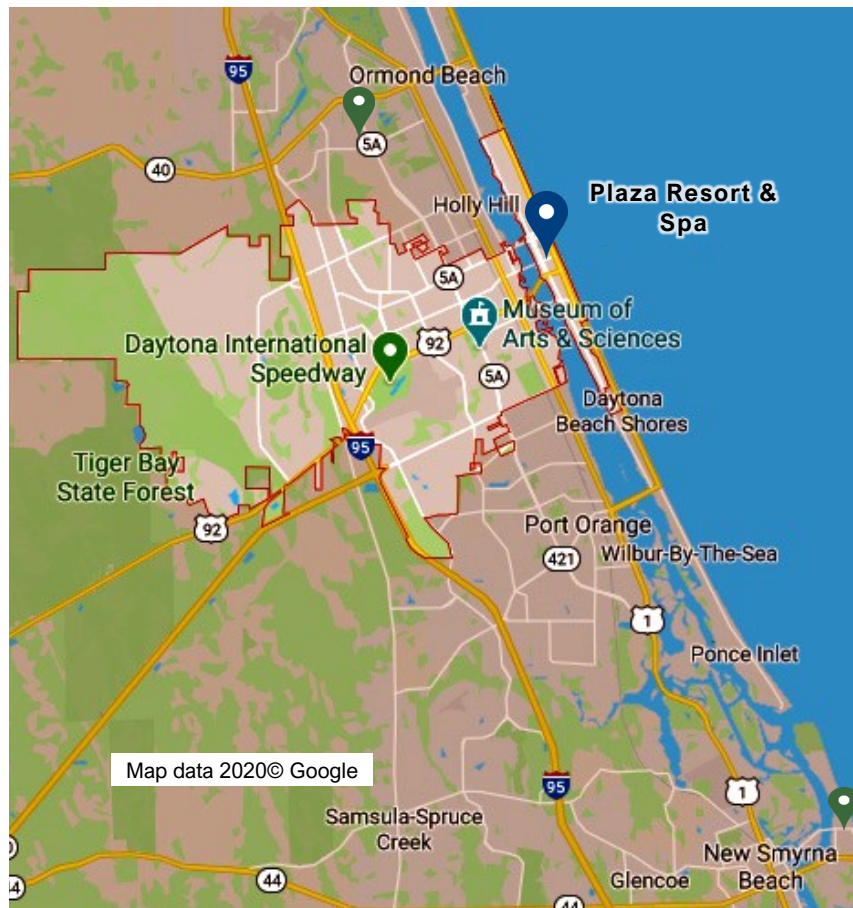 95
Ormond Beach
5A
40
Holly Hill
Plaza Resort &
Spa
5A
Museum of
Arts & Sciences
Daytona International
Speedway
92
5A
Daytona
Beach Shores
95
Tiger Bay
State Forest
92
Port Orange
421
Wilbur-By-The-Sea
1
Ponce Inlet
Map data 2020© Google
95
1
Samsula-Spruce
Creek
New Smyrna
Beach
44
Glencoe
44
44